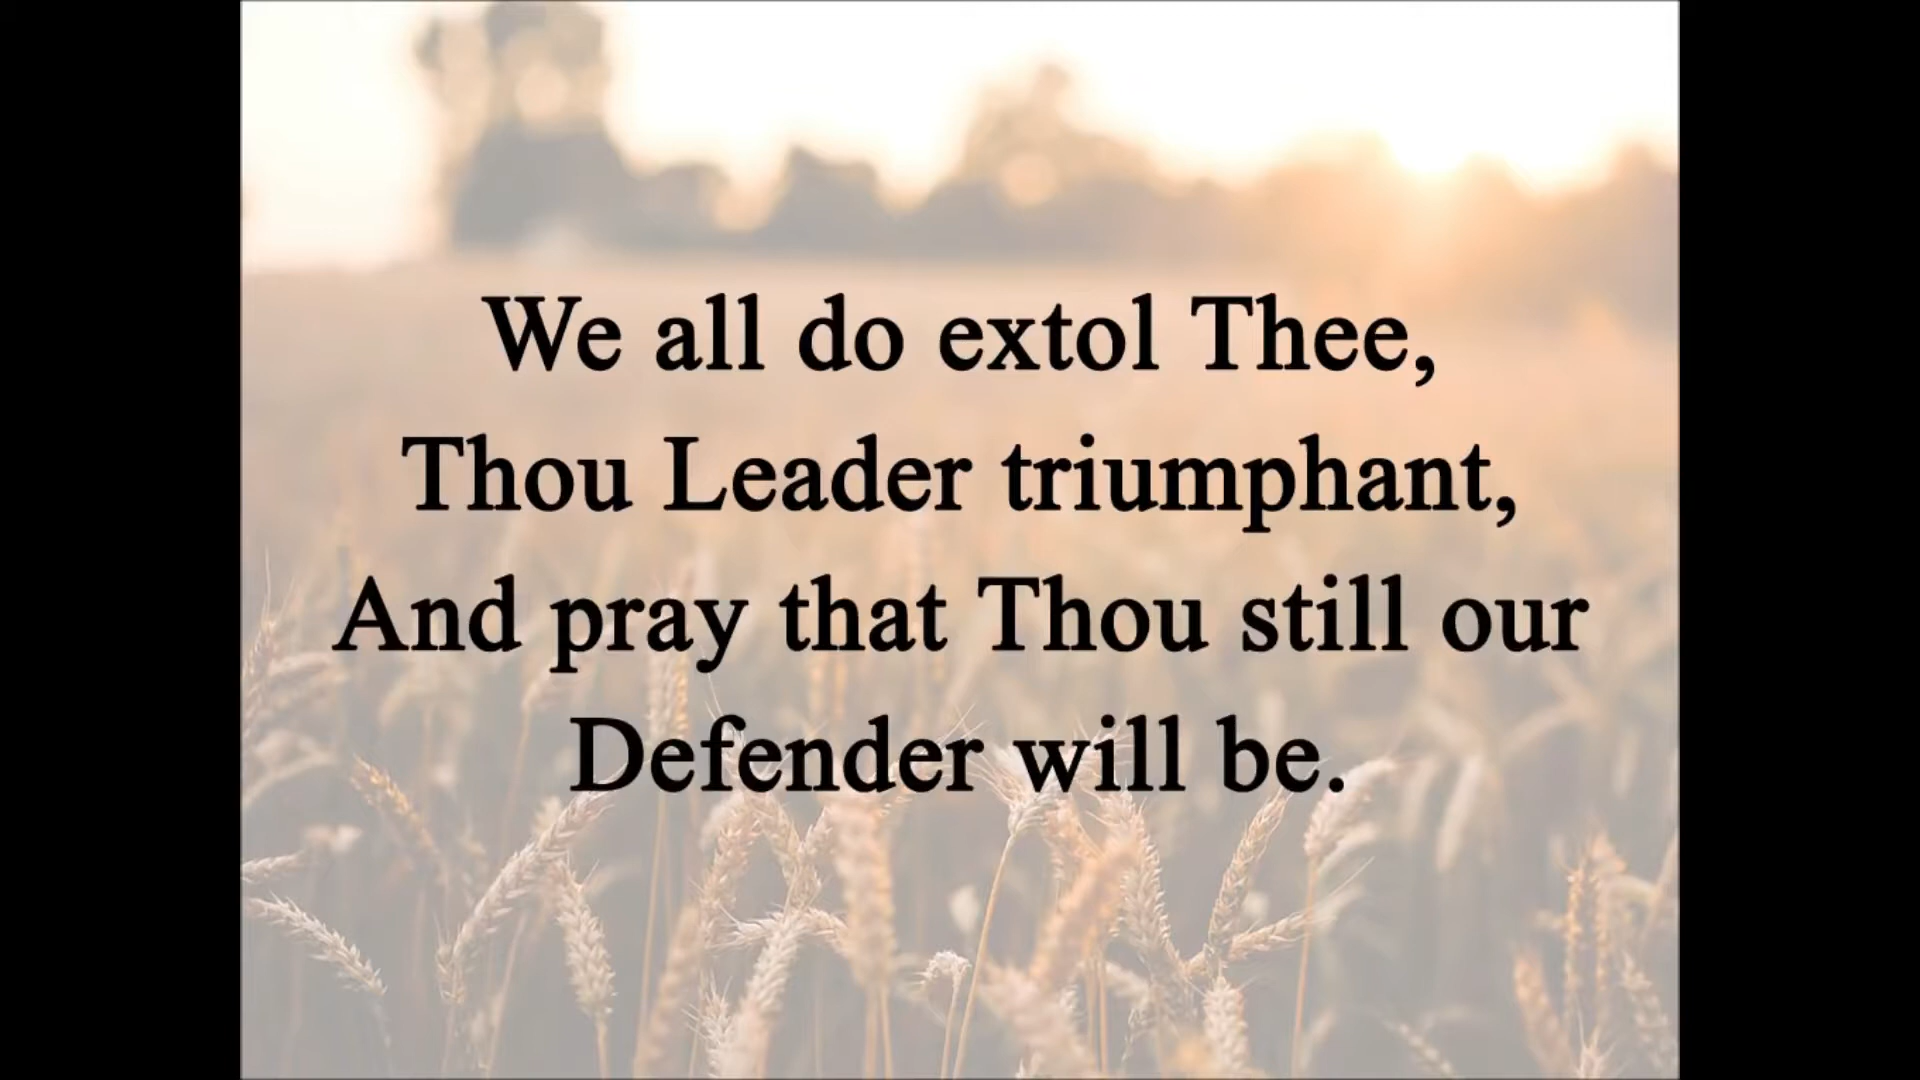 We all do extol Thee,
Thou Leader triumphant,
And pray that Thou still our
Defender will be.